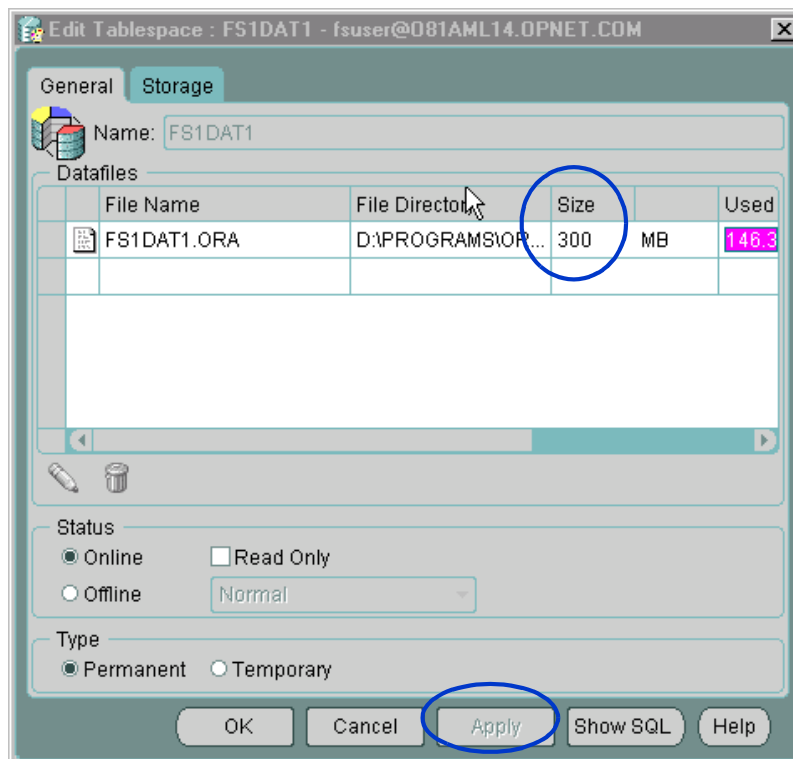 Edit Tablespace : FS1DAT1 - fsuser@O81AML14.OPNET.COM
General Storage
Name: FS1DAT1
Datafiles
File Name File Director Size Used
FS1DAT1.ORA D:\PROGRAMS\OP... 300 MB 146.3
Status
Online Read Only
Offline Normal
Type
Permanent Temporary
OK Cancel Apply Show SQL Help